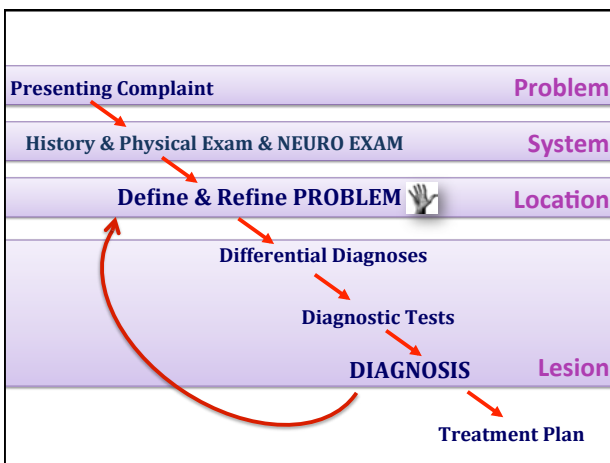 Presenting Complaint Problem
History & Physical Exam & NEURO EXAM System
Define & Refine PROBLEM Location
Differential Diagnoses
Diagnostic Tests
DIAGNOSIS Lesion
Treatment Plan